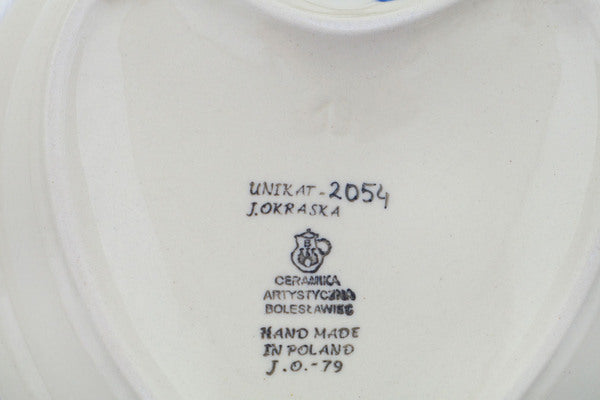 UNIKAT-2054
J.OKRASKA
CERAMIKA
ARTYSTYCZNA
BOLESŁAWIEC
HAND MADE
IN POLAND
J.O.-79